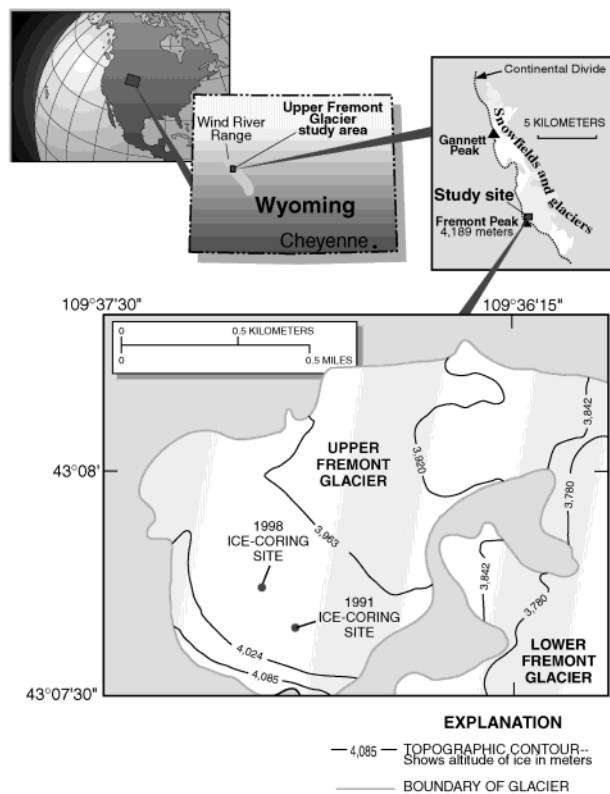 Continental Divide
5 KILOMETERS
Gannett
Peak
Snowfields and glaciers
Study site
Fremont Peak
4,189 meters
Upper Fremont
Glacier
study area
Wind River
Range
Wyoming
Cheyenne
109°37'30"
109°36'15"
0
0.5 KILOMETERS
0
0.5 MILES
43°08'
UPPER
FREMONT
GLACIER
3,842
3,920
3,780
3,963
1998
ICE-CORING
SITE
1991
ICE-CORING
SITE
3,842
3,780
4,024
4,085
LOWER
FREMONT
GLACIER
43°07'30"
EXPLANATION
4,085 TOPOGRAPHIC CONTOUR--
Shows altitude of ice in meters
BOUNDARY OF GLACIER